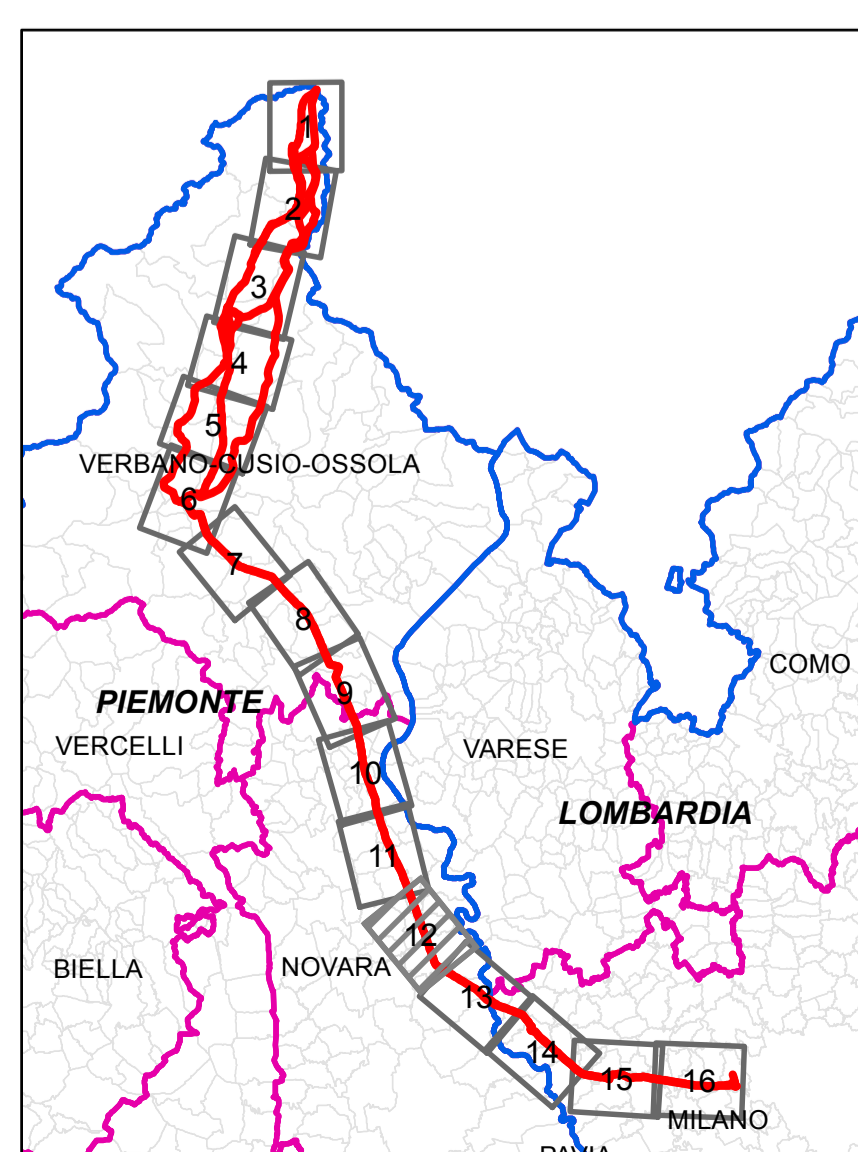 1
2
3
4
5
VERBANO-CUSIO-OSSOLA
6
7
8
COMO
9
PIEMONTE
VERCELLI
VARESE
10
LOMBARDIA
11
12
BIELLA
NOVARA
13
14
15
16
MILANO
PAVIA